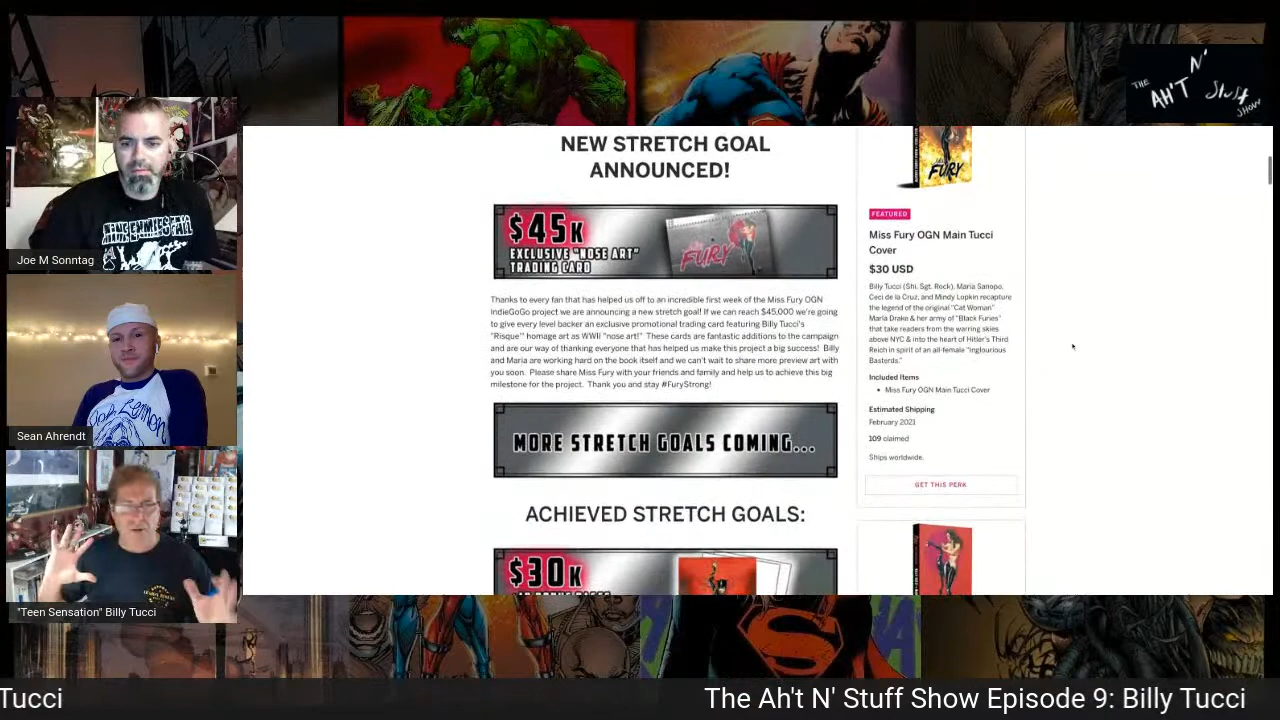 THE AH'T N' Stuff SHOW
Joe M Sonntag
Sean Ahrendt
"Teen Sensation" Billy Tucci
NEW STRETCH GOAL
ANNOUNCED!
$45K
EXCLUSIVE "NOSE ART"
TRADING CARD
FURY
Thanks to every fan that has helped us off to an incredible first week of the Miss Fury OGN
IndieGoGo project we are announcing a new stretch goal! If we can reach $45,000 we're going
to give every level backer an exclusive promotional trading card featuring Billy Tucci's
"Risque'" homage art as WWII "nose art!" These cards are fantastic additions to the campaign
and are our way of thanking everyone that has helped us make this project a big success! Billy
and Maria are working hard on the book itself and we can't wait to share more preview art with
you soon. Please share Miss Fury with your friends and family and help us to achieve this big
milestone for the project. Thank you and stay #FuryStrong!
MORE STRETCH GOALS COMING...
ACHIEVED STRETCH GOALS:
$30K
FURY
FEATURED
Miss Fury OGN Main Tucci
Cover
$30 USD
Billy Tucci (Shi, Sgt. Rock), Maria Sanapo,
Ceci de la Cruz, and Mindy Lopkin recapture
the legend of the original "Cat Woman"
Marla Drake & her army of "Black Furies"
that take readers from the warring skies
above NYC & into the heart of Hitler's Third
Reich in spirit of an all-female "Inglourious
Basterds."
Included Items
• Miss Fury OGN Main Tucci Cover
Estimated Shipping
February 2021
109 claimed
Ships worldwide.
GET THIS PERK
Tucci
The Ah't N' Stuff Show Episode 9: Billy Tucci